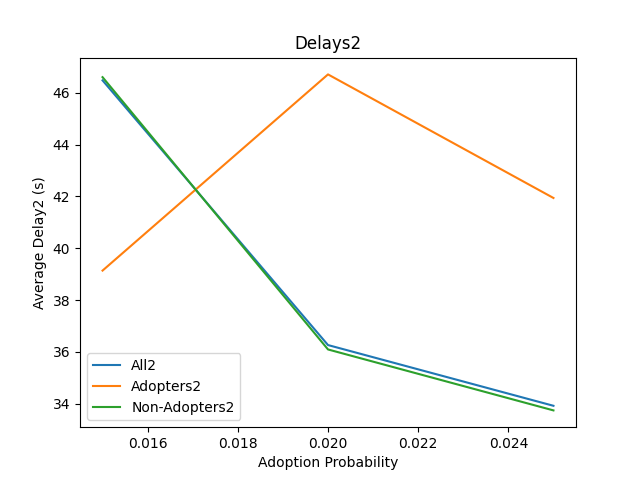 Delays2
Average Delay2 (s)
46
44
42
40
38
36
34
All2
Adopters2
Non-Adopters2
0.016
0.018
0.020
0.022
0.024
Adoption Probability